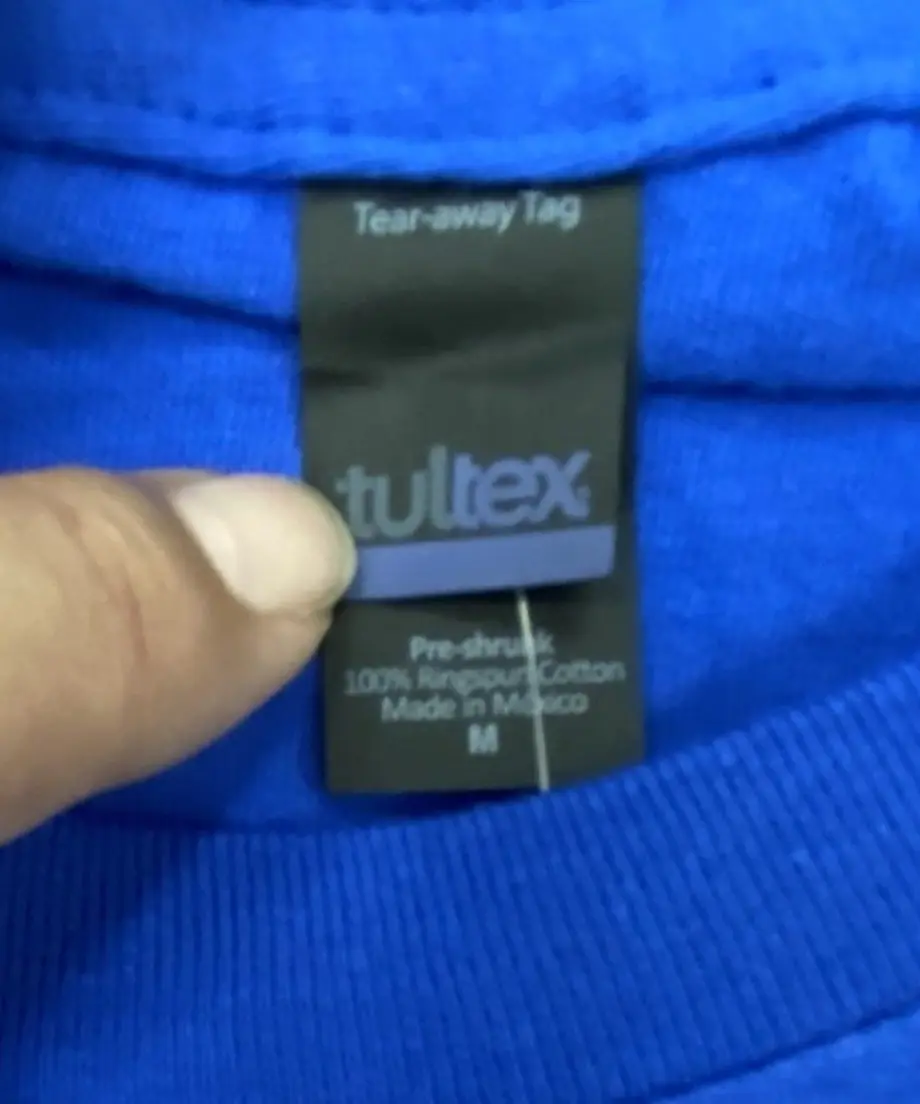 Tear-away Tag
tultex
Pre-shrunk
100% Ringspun Cotton
Made in Mexico
M